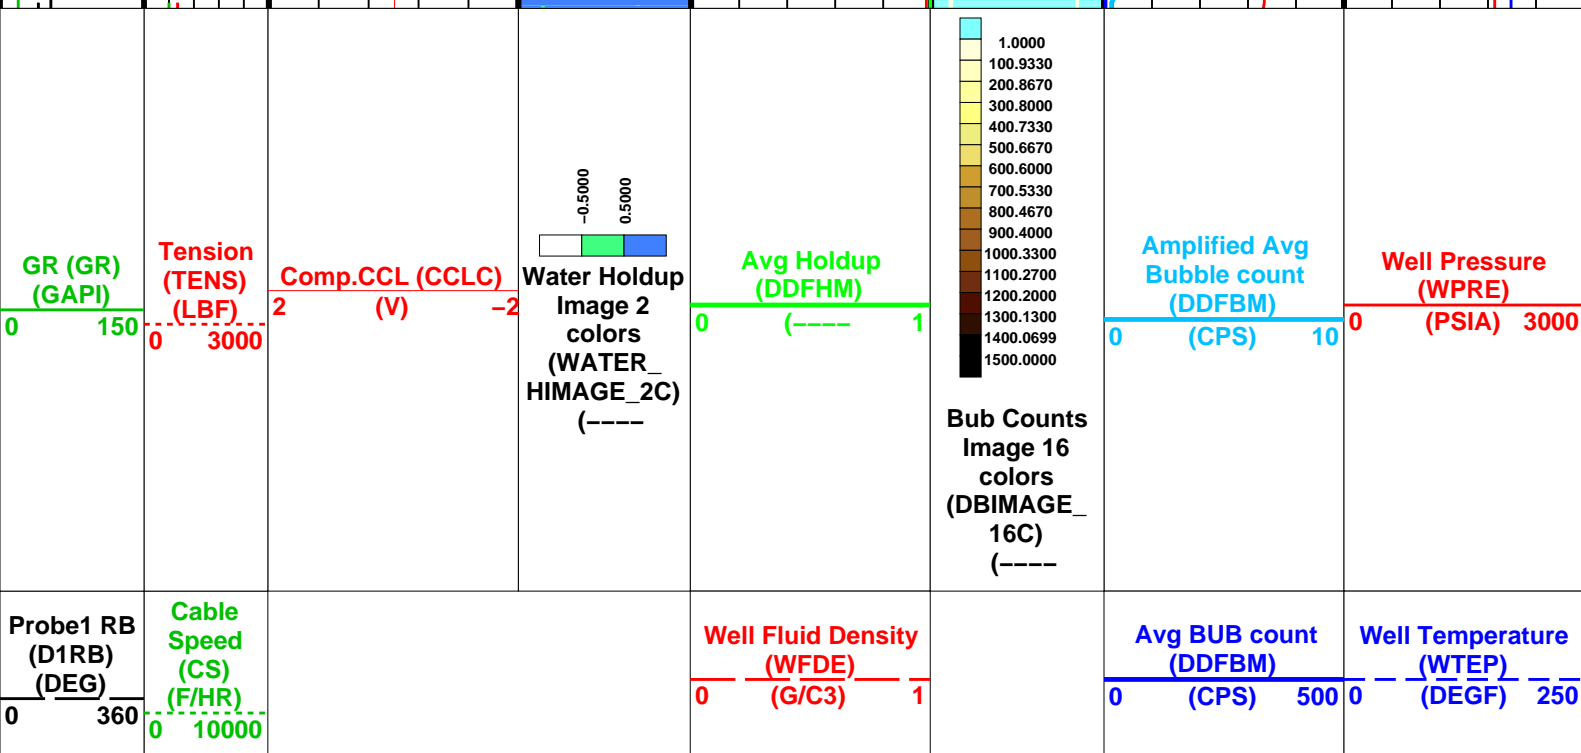 GR (GR)
(GAPI)
0 150
Tension
(TENS)
(LBF)
0 3000
Comp.CCL (CCLC)
2 (V) −2
−0.5000
0.5000
Water Holdup
Image 2
colors
(WATER_
HIMAGE_2C)
(−−−−
Avg Holdup
(DDFHM)
0 (−−−− 1
1.0000
100.9330
200.8670
300.8000
400.7330
500.6670
600.6000
700.5330
800.4670
900.4000
1000.3300
1100.2700
1200.2000
1300.1300
1400.0699
1500.0000
Bub Counts
Image 16
colors
(DBIMAGE_
16C)
(−−−−
Amplified Avg
Bubble count
(DDFBM)
0 (CPS) 10
Well Pressure
(WPRE)
0 (PSIA) 3000
Probe1 RB
(D1RB)
(DEG)
0 360
Cable
Speed
(CS)
(F/HR)
0 10000
Well Fluid Density
(WFDE)
0 (G/C3) 1
Avg BUB count
(DDFBM)
0 (CPS) 500
Well Temperature
(WTEP)
0 (DEGF) 250